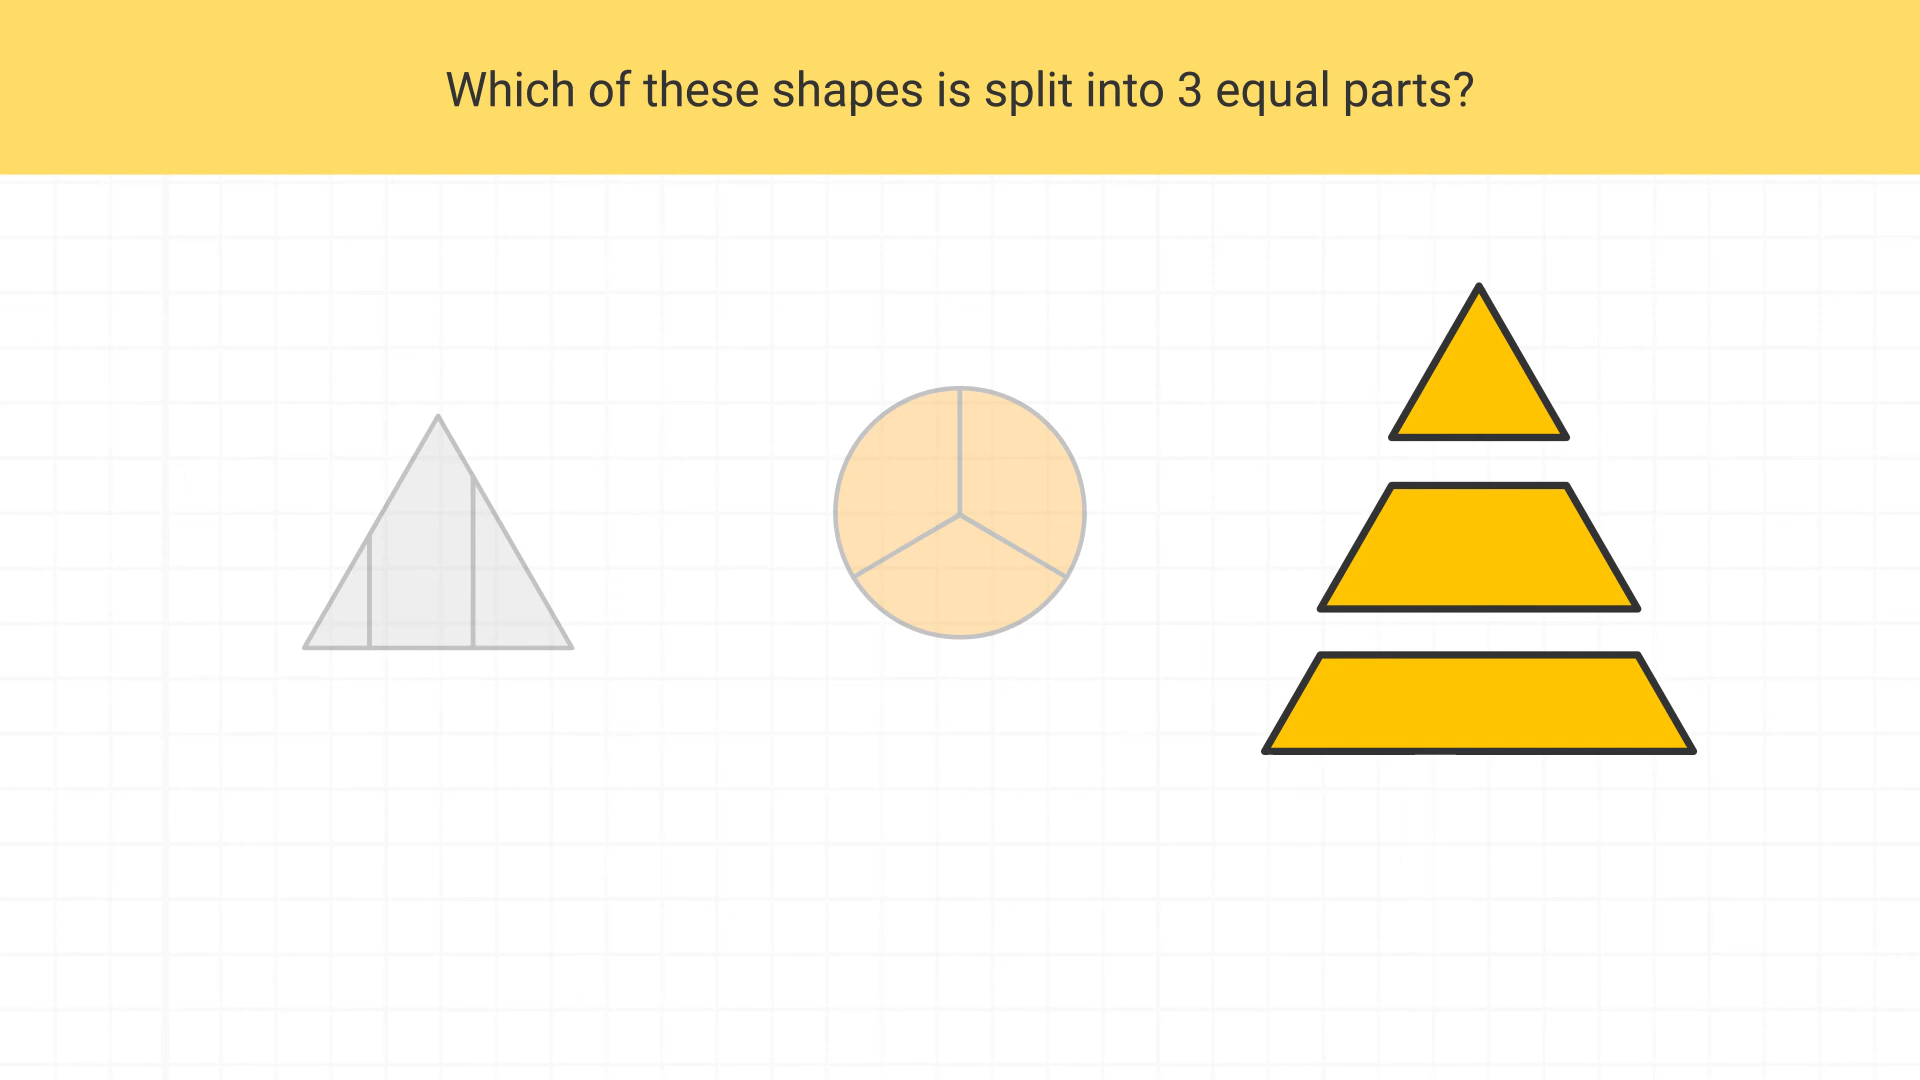 Which of these shapes is split into 3 equal parts?